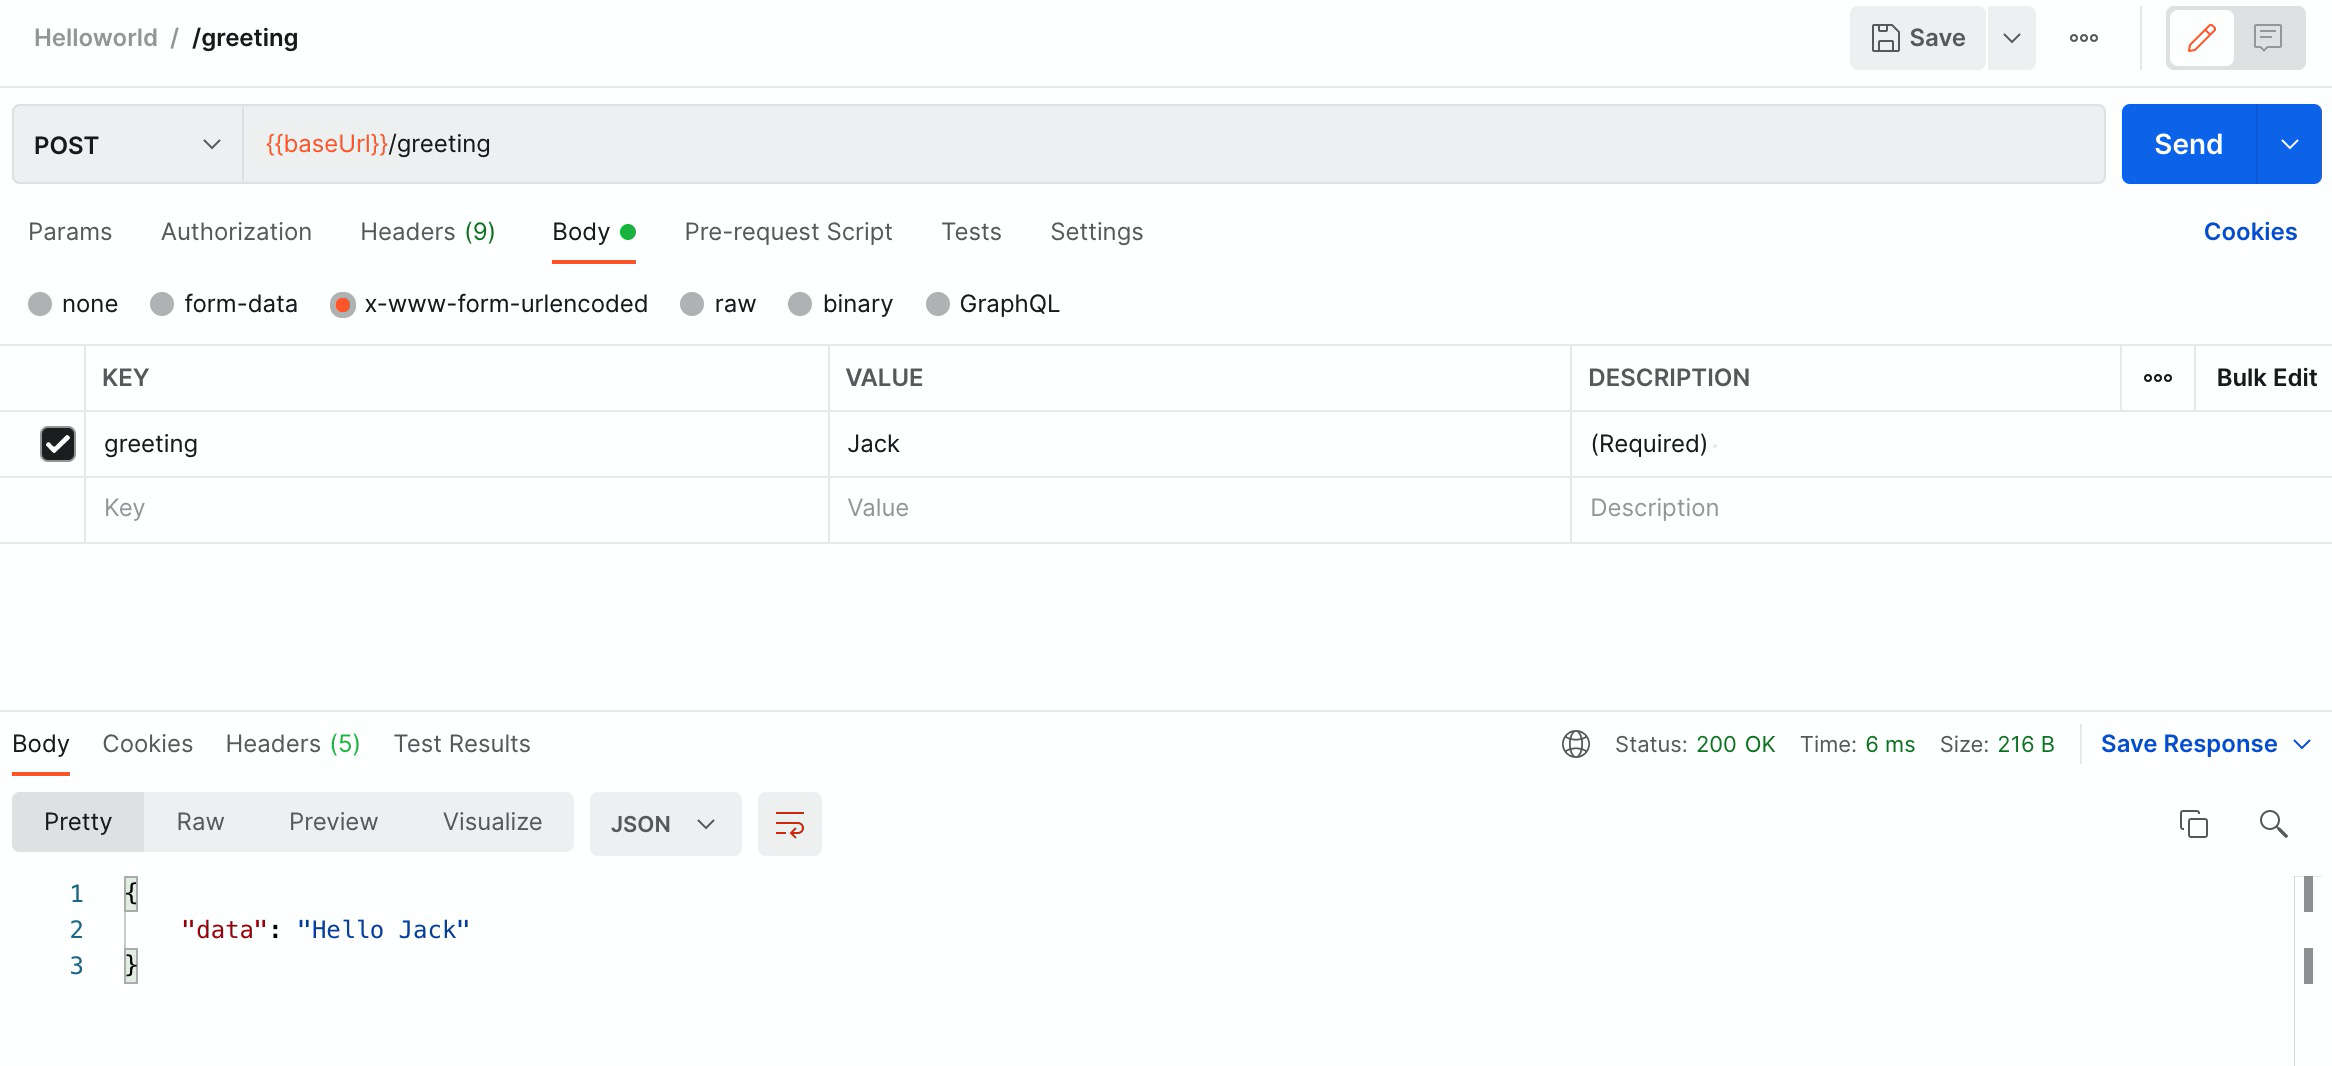 Helloworld / /greeting Save
POST {{baseUrl}}/greeting Send
Params Authorization Headers (9) Body Pre-request Script Tests Settings Cookies
none form-data x-www-form-urlencoded raw binary GraphQL
KEY VALUE DESCRIPTION Bulk Edit
greeting Jack (Required)
Key Value Description
Body Cookies Headers (5) Test Results Status: 200 OK Time: 6 ms Size: 216 B Save Response
Pretty Raw Preview Visualize JSON
1 {
2 "data": "Hello Jack"
3 }